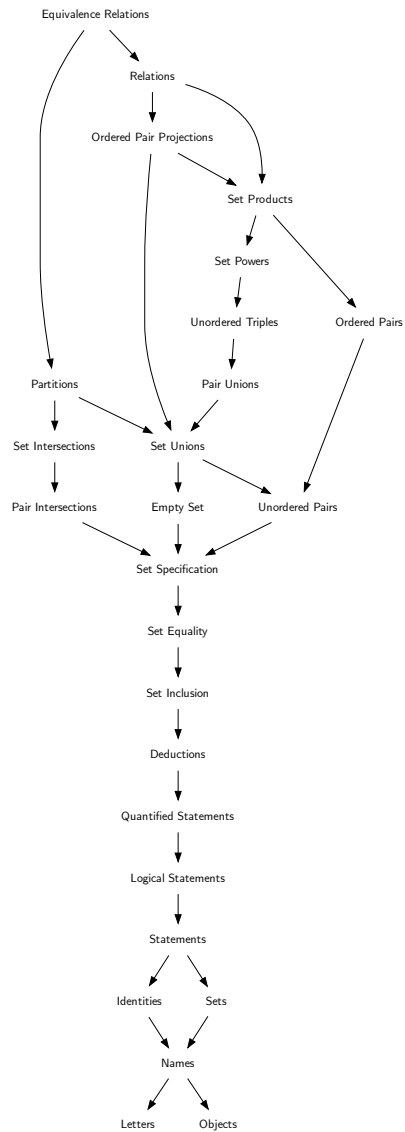 Equivalence Relations
Relations
Ordered Pair Projections
Set Products
Set Powers
Unordered Triples
Ordered Pairs
Partitions
Pair Unions
Set Intersections
Set Unions
Pair Intersections
Empty Set
Unordered Pairs
Set Specification
Set Equality
Set Inclusion
Deductions
Quantified Statements
Logical Statements
Statements
Identities
Sets
Names
Letters
Objects